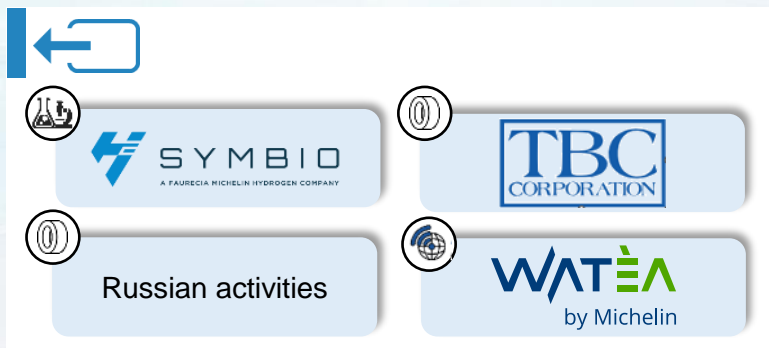 SYMBIO
A FAURECIA MICHELIN HYDROGEN COMPANY
TBC
CORPORATION
Russian activities
WATÈA
by Michelin